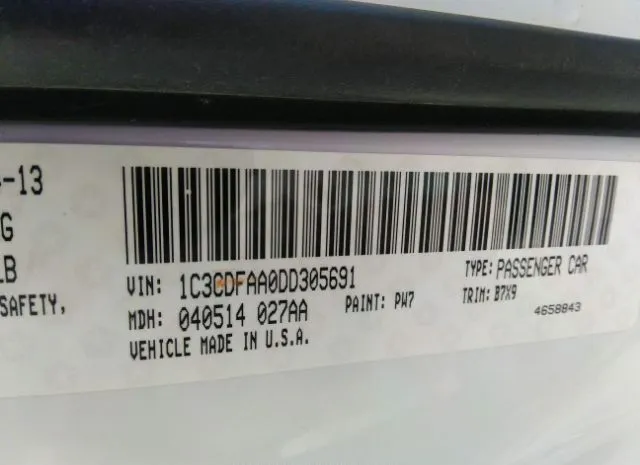 -13
G
LB
SAFETY,
VIN: 1C3CDFAA0DD305691 TYPE: PASSENGER CAR
MDH: 040514 027AA PAINT: PW7 TRIM: B7X9
VEHICLE MADE IN U.S.A. 4658843